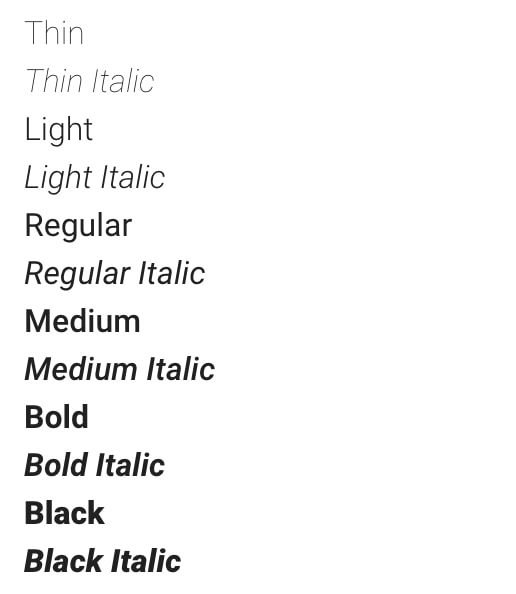 Thin
Thin Italic
Light
Light Italic
Regular
Regular Italic
Medium
Medium Italic
Bold
Bold Italic
Black
Black Italic